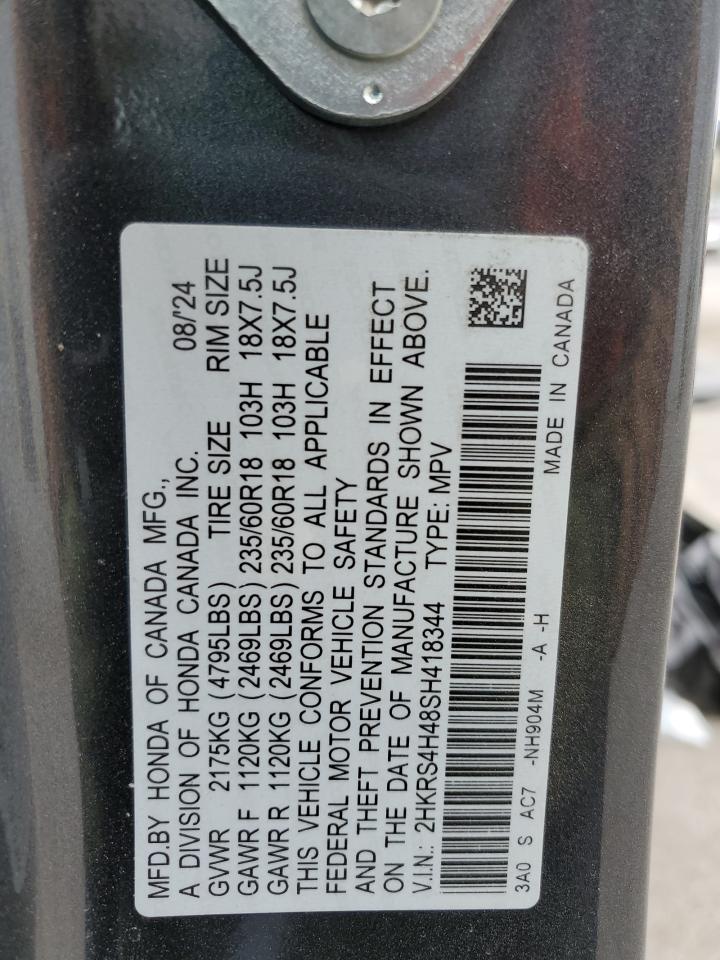 MFD.BY HONDA OF CANADA MFG.,
A DIVISION OF HONDA CANADA INC. 08/'24
GVWR 2175KG (4795LBS) TIRE SIZE RIM SIZE
GAWR F 1120KG (2469LBS) 235/60R18 103H 18X7.5J
GAWR R 1120KG (2469LBS) 235/60R18 103H 18X7.5J
THIS VEHICLE CONFORMS TO ALL APPLICABLE
FEDERAL MOTOR VEHICLE SAFETY
AND THEFT PREVENTION STANDARDS IN EFFECT
ON THE DATE OF MANUFACTURE SHOWN ABOVE.
V.I.N.: 2HKRS4H48SH418344 TYPE: MPV
3A0 S AC7 -NH904M -A -H
MADE IN CANADA